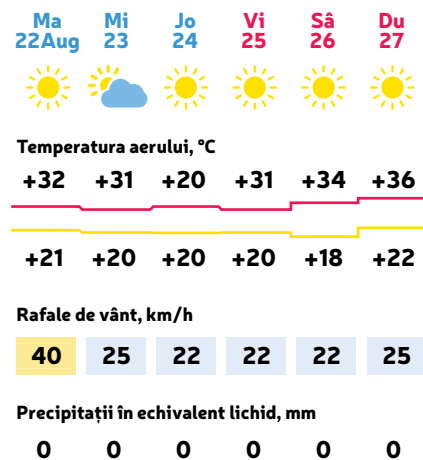 Ma Mi Jo Vi Sâ Du
22Aug 23 24 25 26 27
Temperatura aerului, °C
+32 +31 +20 +31 +34 +36
+21 +20 +20 +20 +18 +22
Rafale de vânt, km/h
40 25 22 22 22 25
Precipitații în echivalent lichid, mm
0 0 0 0 0 0